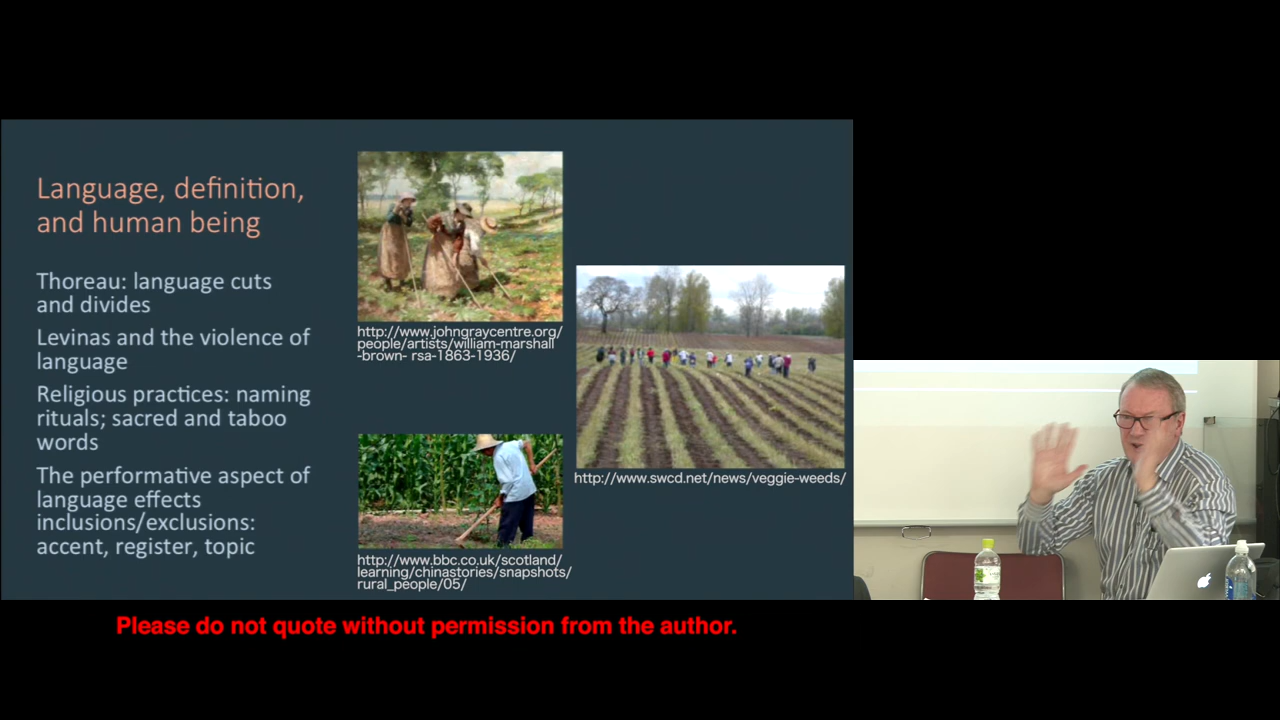 Language, definition,
and human being
Thoreau: language cuts
and divides
Levinas and the violence of
language
Religious practices: naming
rituals; sacred and taboo
words
The performative aspect of
language effects
inclusions/exclusions:
accent, register, topic
http://www.johngraycentre.org/
people/artists/william-marshall
-brown- rsa-1863-1936/
http://www.swcd.net/news/veggie-weeds/
http://www.bbc.co.uk/scotland/
learning/chinastories/snapshots/
rural_people/05/
Please do not quote without permission from the author.